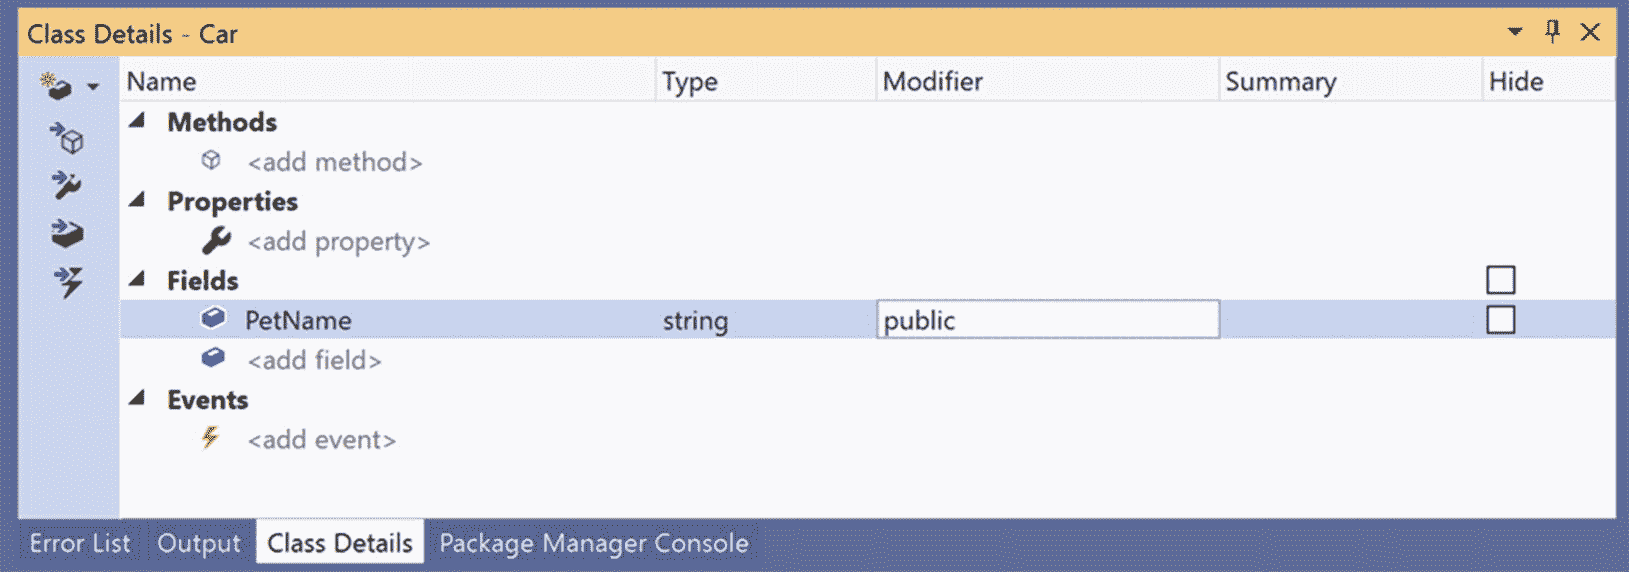 Class Details - Car
Name Type Modifier Summary Hide
Methods
<add method>
Properties
<add property>
Fields
PetName string public
<add field>
Events
<add event>
Error List Output Class Details Package Manager Console